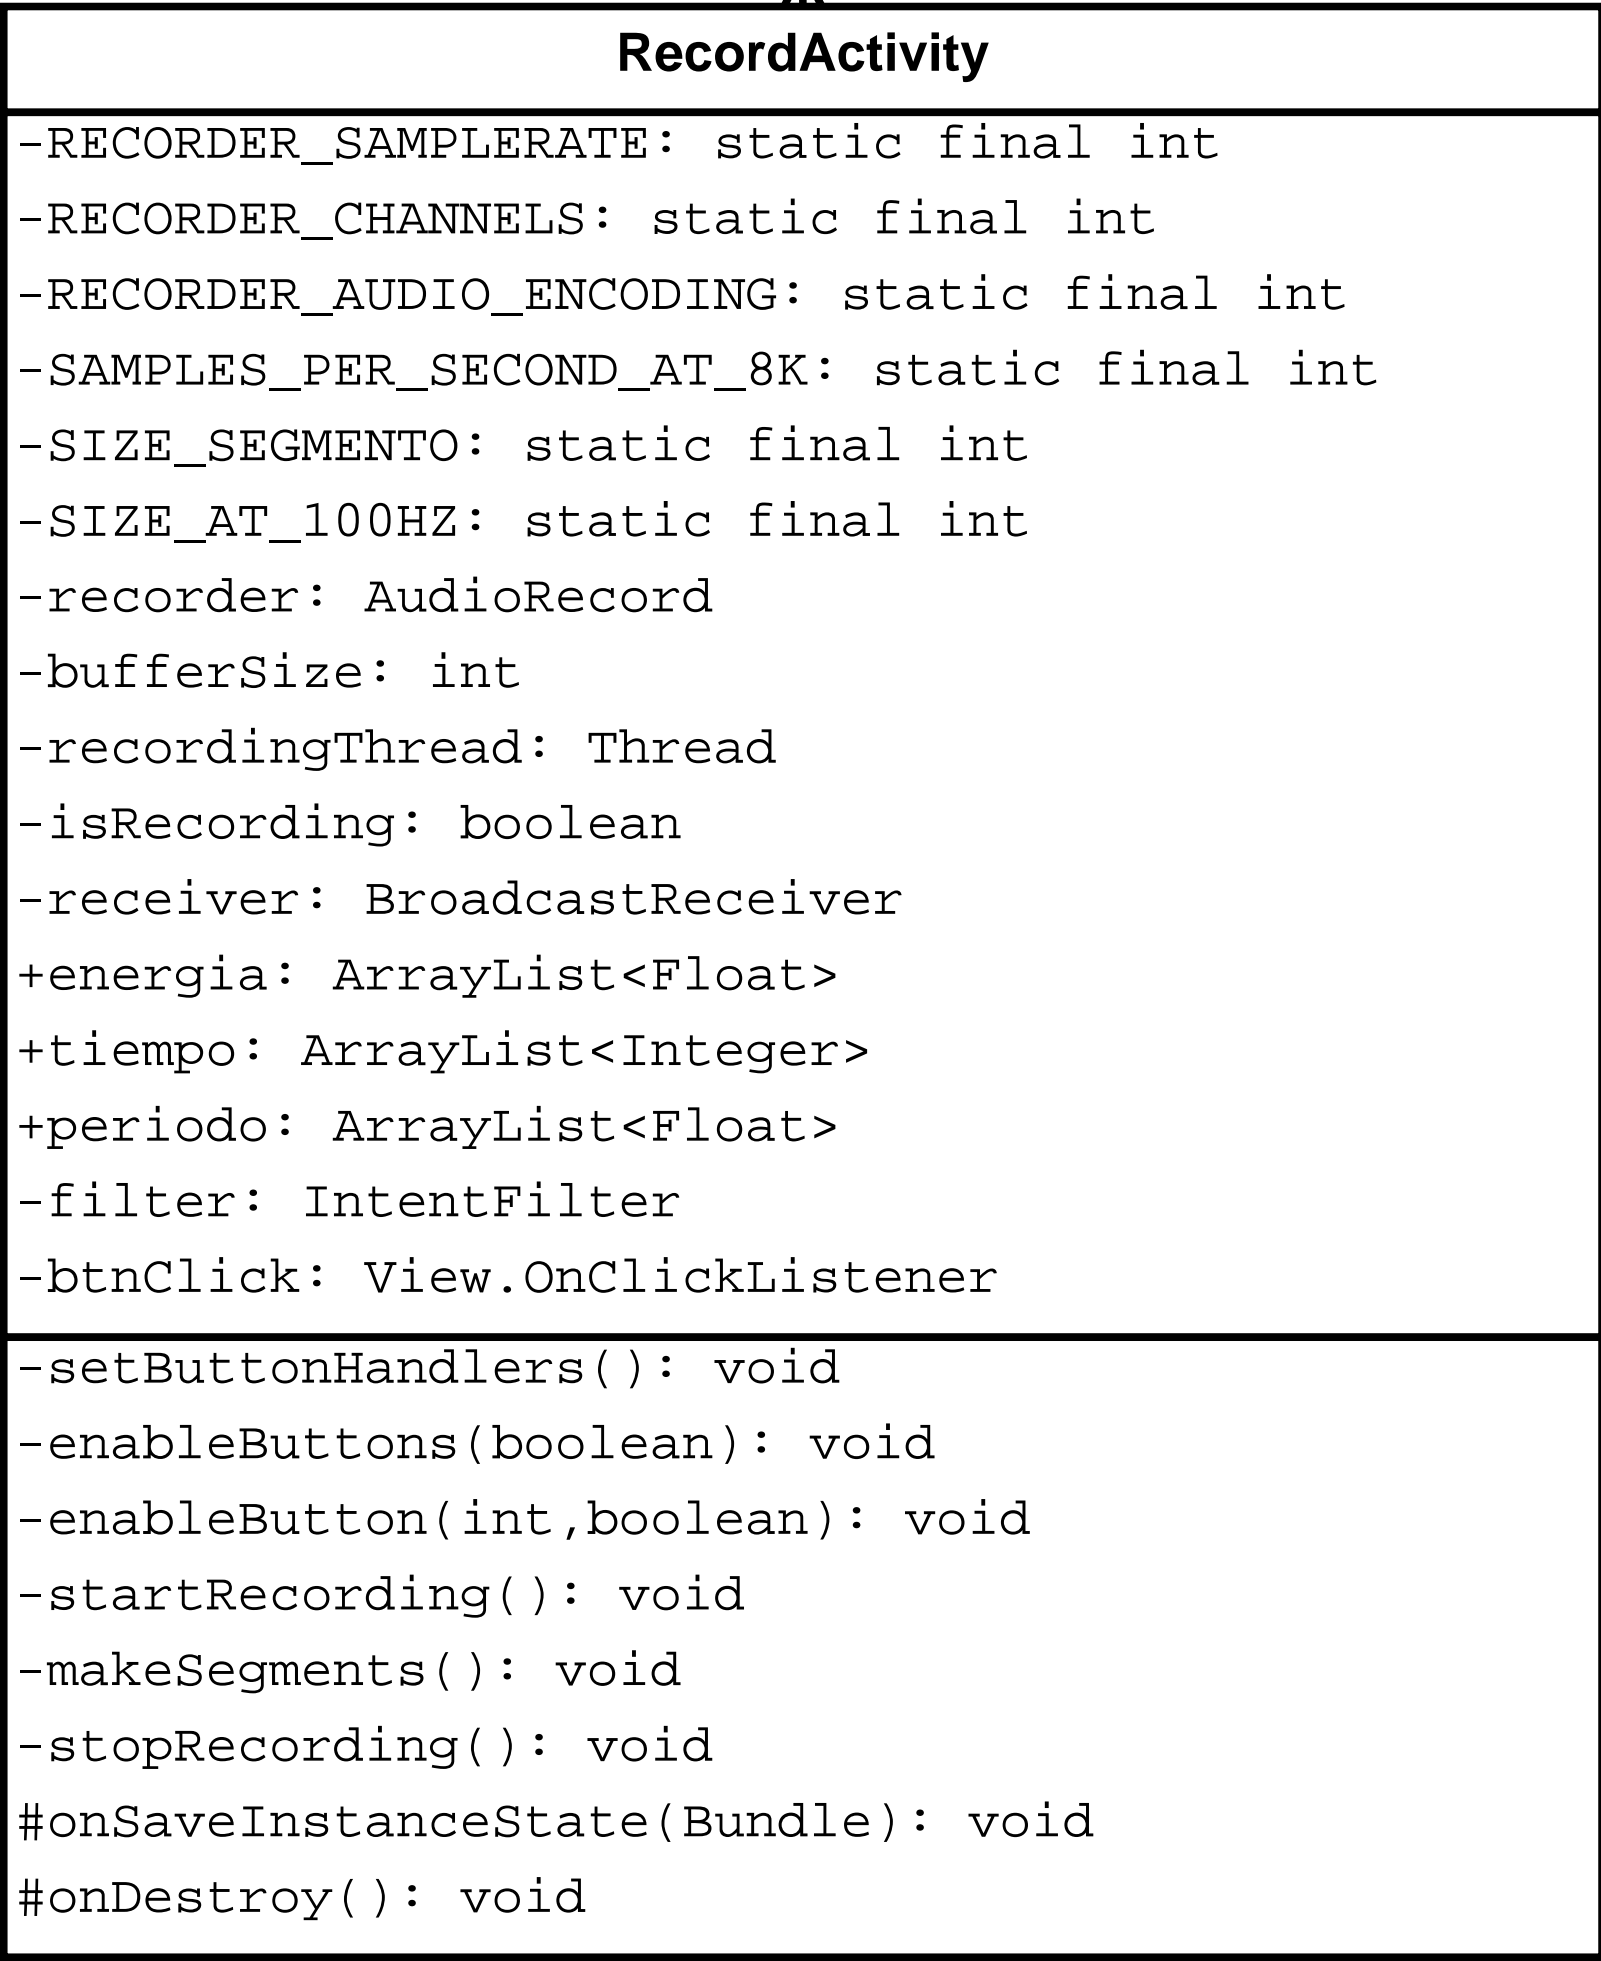 RecordActivity
-RECORDER_SAMPLERATE: static final int
-RECORDER_CHANNELS: static final int
-RECORDER_AUDIO_ENCODING: static final int
-SAMPLES_PER_SECOND_AT_8K: static final int
-SIZE_SEGMENTO: static final int
-SIZE_AT_100HZ: static final int
-recorder: AudioRecord
-bufferSize: int
-recordingThread: Thread
-isRecording: boolean
-receiver: BroadcastReceiver
+energia: ArrayList<Float>
+tiempo: ArrayList<Integer>
+periodo: ArrayList<Float>
-filter: IntentFilter
-btnClick: View.OnClickListener
-setButtonHandlers(): void
-enableButtons(boolean): void
-enableButton(int,boolean): void
-startRecording(): void
-makeSegments(): void
-stopRecording(): void
#onSaveInstanceState(Bundle): void
#onDestroy(): void